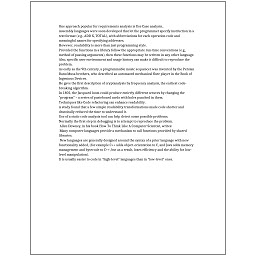 One approach popular for requirements analysis is Use Case analysis.
Assembly languages were soon developed that let the programmer specify instruction in a
text format (e.g., ADD X, TOTAL), with abbreviations for each operation code and
meaningful names for specifying addresses.
However, readability is more than just programming style.
Provided the functions in a library follow the appropriate run-time conventions (e.g.,
method of passing arguments), then these functions may be written in any other language.
Also, specific user environment and usage history can make it difficult to reproduce the
problem.
As early as the 9th century, a programmable music sequencer was invented by the Persian
Banu Musa brothers, who described an automated mechanical flute player in the Book of
Ingenious Devices.
He gave the first description of cryptanalysis by frequency analysis, the earliest code-
breaking algorithm.
In 1801, the Jacquard loom could produce entirely different weaves by changing the
"program" – a series of pasteboard cards with holes punched in them.
Techniques like Code refactoring can enhance readability.
A study found that a few simple readability transformations made code shorter and
drastically reduced the time to understand it.
Use of a static code analysis tool can help detect some possible problems.
Normally the first step in debugging is to attempt to reproduce the problem.
Allen Downey, in his book How To Think Like A Computer Scientist, writes:
Many computer languages provide a mechanism to call functions provided by shared
libraries.
New languages are generally designed around the syntax of a prior language with new
functionality added, (for example C++ adds object-orientation to C, and Java adds memory
management and bytecode to C++, but as a result, loses efficiency and the ability for low-
level manipulation).
It is usually easier to code in "high-level" languages than in "low-level" ones.